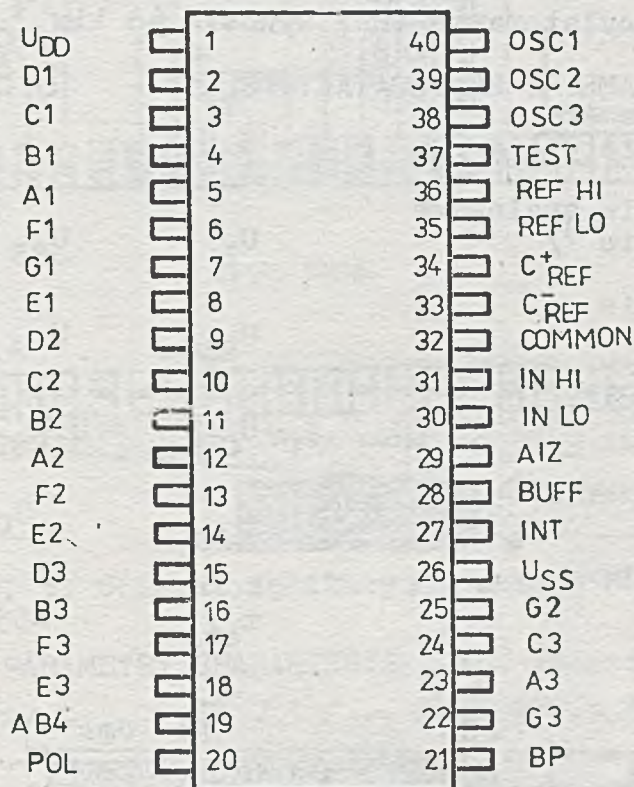 U_DD 1 40 OSC1
D1 2 39 OSC2
C1 3 38 OSC3
B1 4 37 TEST
A1 5 36 REF HI
F1 6 35 REF LO
G1 7 34 C⁺REF
E1 8 33 C⁻REF
D2 9 32 COMMON
C2 10 31 IN HI
B2 11 30 IN LO
A2 12 29 AIZ
F2 13 28 BUFF
E2 14 27 INT
D3 15 26 U_SS
B3 16 25 G2
F3 17 24 C3
E3 18 23 A3
AB4 19 22 G3
POL 20 21 BP